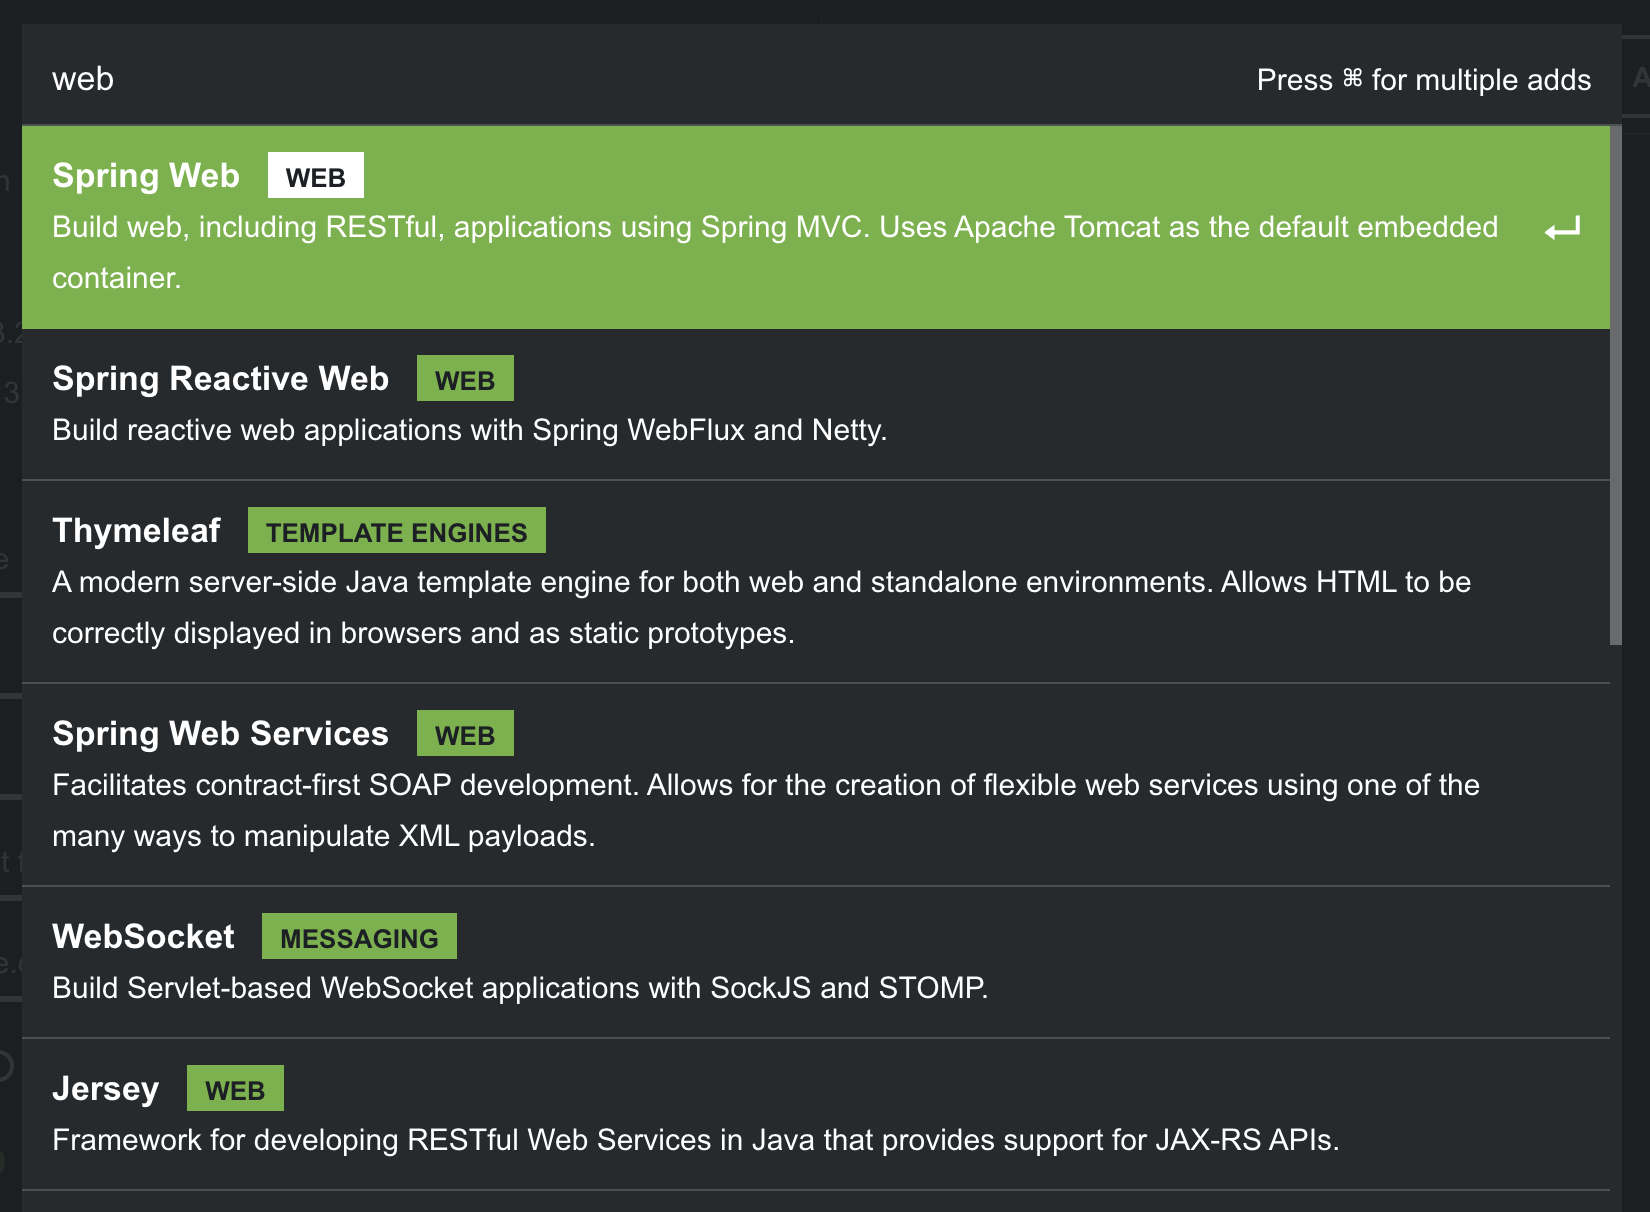 web
Press ⌘ for multiple adds
Spring Web WEB
Build web, including RESTful, applications using Spring MVC. Uses Apache Tomcat as the default embedded
container.
Spring Reactive Web WEB
Build reactive web applications with Spring WebFlux and Netty.
Thymeleaf TEMPLATE ENGINES
A modern server-side Java template engine for both web and standalone environments. Allows HTML to be
correctly displayed in browsers and as static prototypes.
Spring Web Services WEB
Facilitates contract-first SOAP development. Allows for the creation of flexible web services using one of the
many ways to manipulate XML payloads.
WebSocket MESSAGING
Build Servlet-based WebSocket applications with SockJS and STOMP.
Jersey WEB
Framework for developing RESTful Web Services in Java that provides support for JAX-RS APIs.